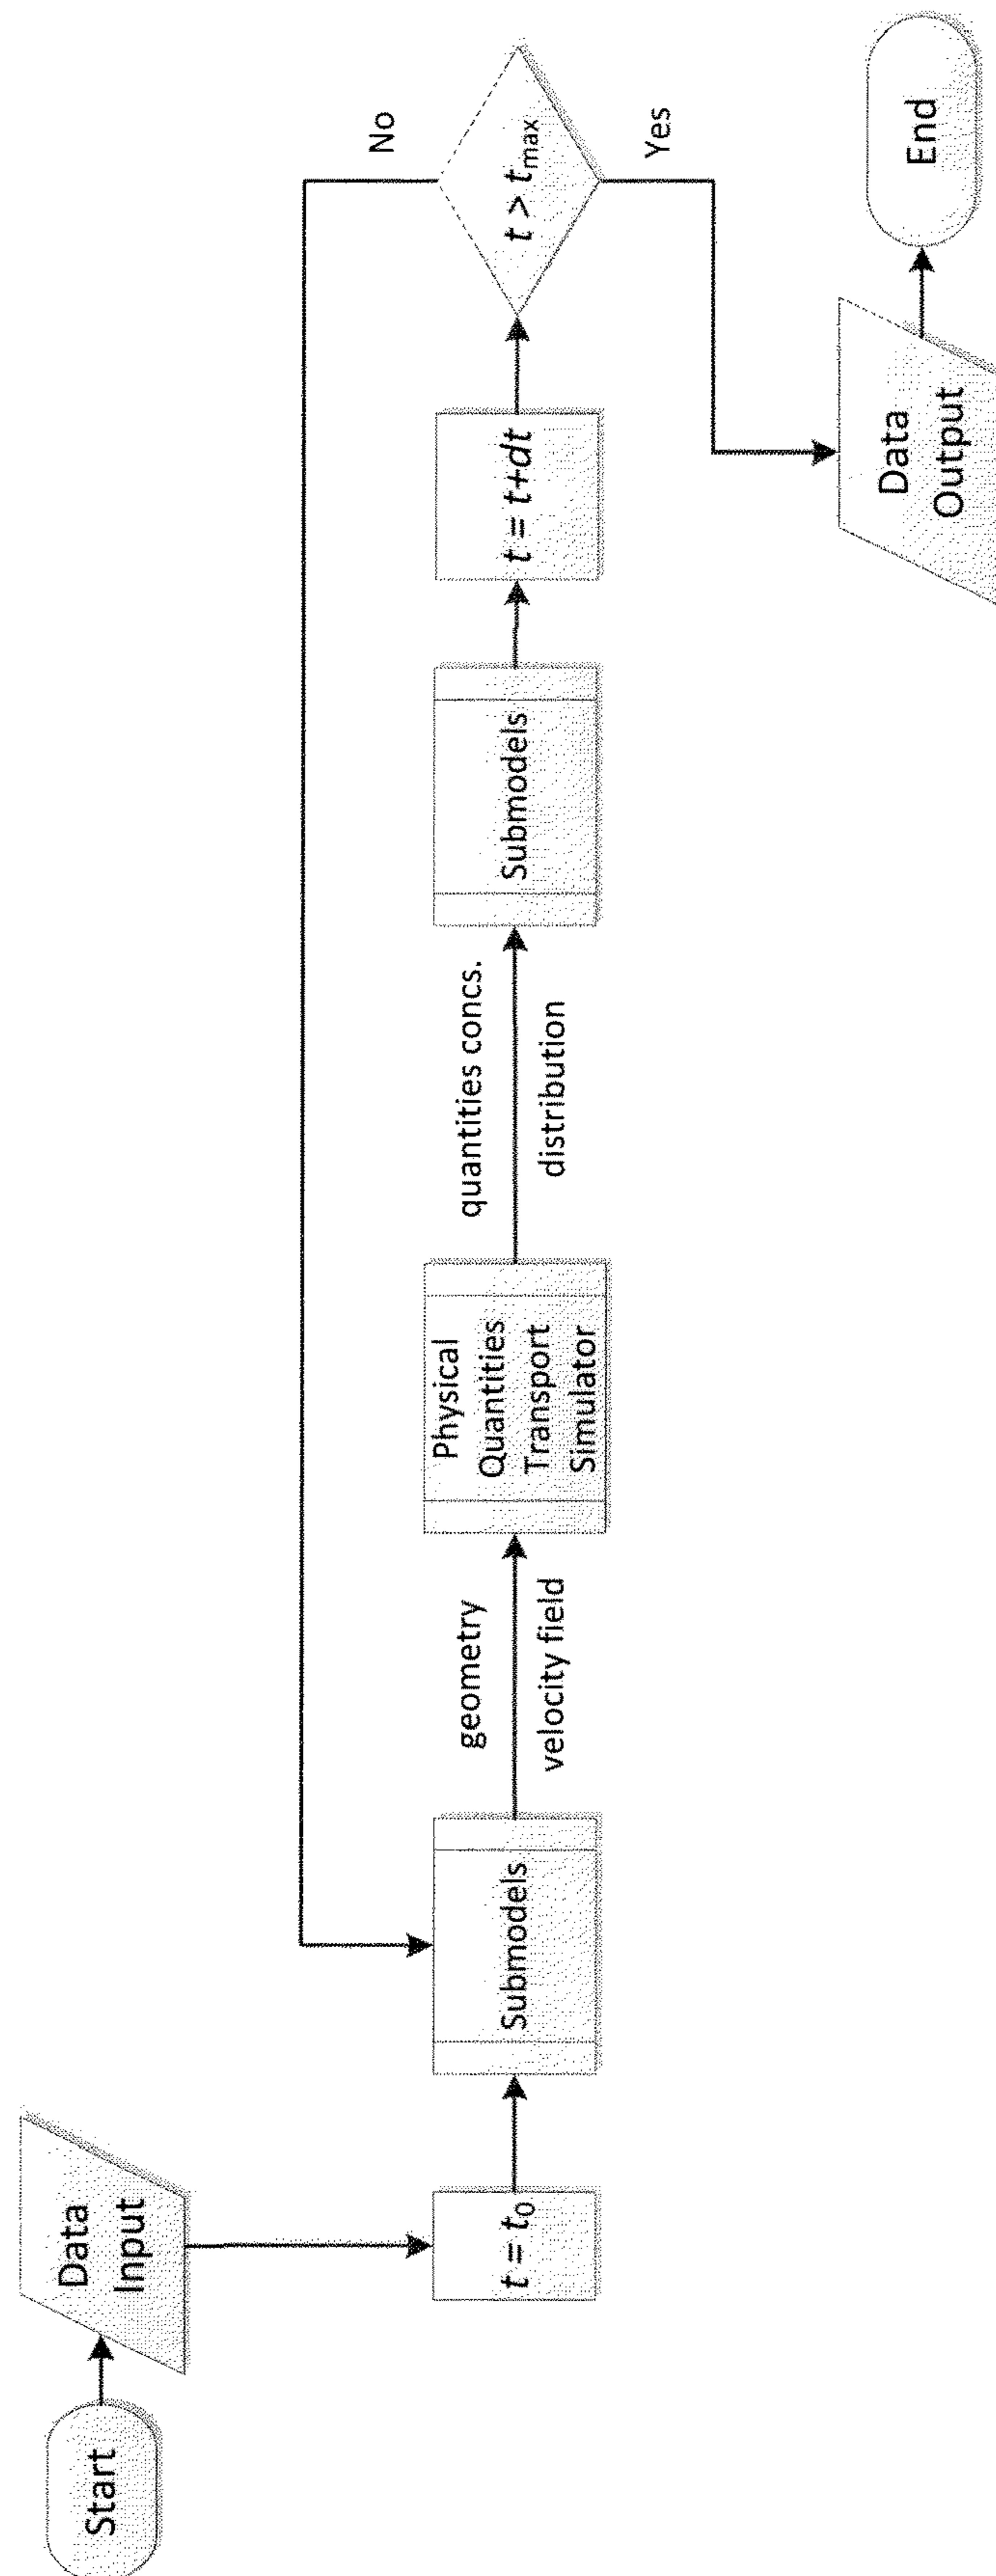 Start
Data
Input
t = t0
Submodels
geometry
velocity field
Physical
Quantities
Transport
Simulator
quantities concs.
distribution
Submodels
t = t+dt
t > tmax
No
Yes
Data
Output
End